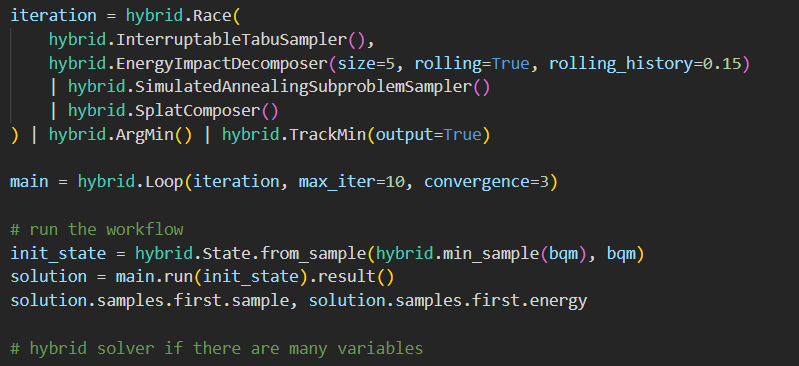 iteration = hybrid.Race(
    hybrid.InterruptableTabuSampler(),
    hybrid.EnergyImpactDecomposer(size=5, rolling=True, rolling_history=0.15)
    | hybrid.SimulatedAnnealingSubproblemSampler()
    | hybrid.SplatComposer()
) | hybrid.ArgMin() | hybrid.TrackMin(output=True)
main = hybrid.Loop(iteration, max_iter=10, convergence=3)
# run the workflow
init_state = hybrid.State.from_sample(hybrid.min_sample(bqm), bqm)
solution = main.run(init_state).result()
solution.samples.first.sample, solution.samples.first.energy
# hybrid solver if there are many variables